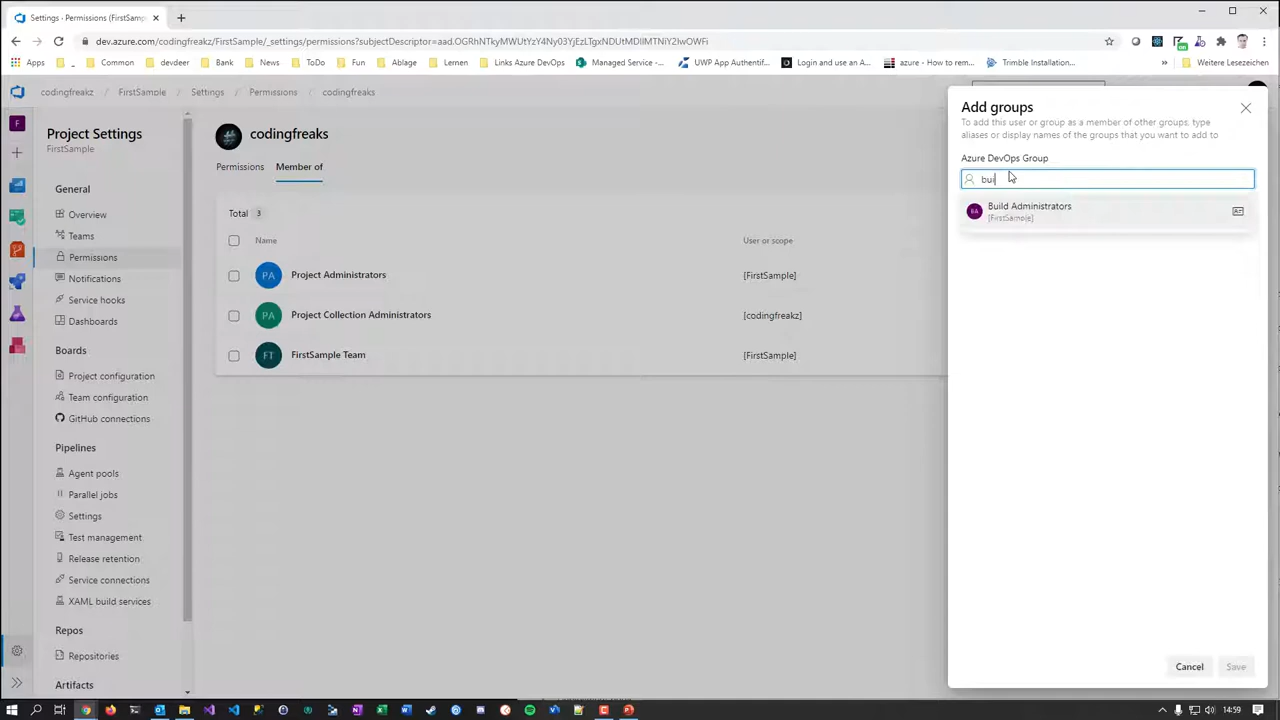 Settings · Permissions (FirstSamp
dev.azure.com/codingfreakz/FirstSample/_settings/permissions?subjectDescriptor=aad.OGRhNTkyMWUtYzY4Ny03YjEzLTgxNDUtMDllMTNiY2IwOWFi
Apps
_
Common
devdeer
Bank
News
ToDo
Fun
Ablage
Lernen
Links Azure DevOps
Managed Service -...
UWP App Authentif...
Login and use an A...
azure - How to rem...
Trimble Installation...
»
Weitere Lesezeichen
codingfreakz / FirstSample / Settings / Permissions / codingfreaks
F
Project Settings
FirstSample
General
Overview
Teams
Permissions
Notifications
Service hooks
Dashboards
Boards
Project configuration
Team configuration
GitHub connections
Pipelines
Agent pools
Parallel jobs
Settings
Test management
Release retention
Service connections
XAML build services
Repos
Repositories
Artifacts
codingfreaks
Permissions
Member of
Total 3
Name
User or scope
PA Project Administrators [FirstSample]
PA Project Collection Administrators [codingfreakz]
FT FirstSample Team [FirstSample]
Add groups
To add this user or group as a member of other groups, type
aliases or display names of the groups that you want to add to
Azure DevOps Group
bui
BA Build Administrators
[FirstSample]
Cancel
Save
14:59